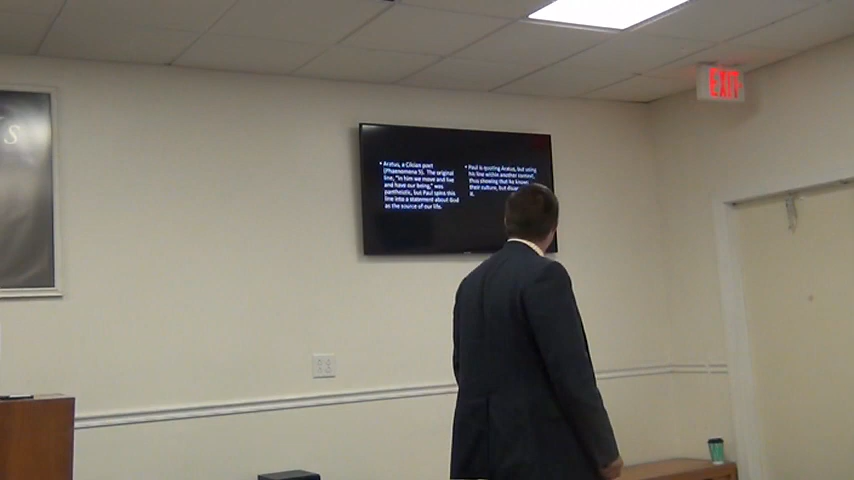 • Aratus, a Cilcian poet
(Phaenomena 5). The original
line, "in him we move and live
and have our being," was
pantheistic, but Paul spins this
line into a statement about God
as the source of our life.
• Paul is quoting Aratus, but using
his line within another context,
thus showing that he knows
their culture, but
it.
EXIT
S